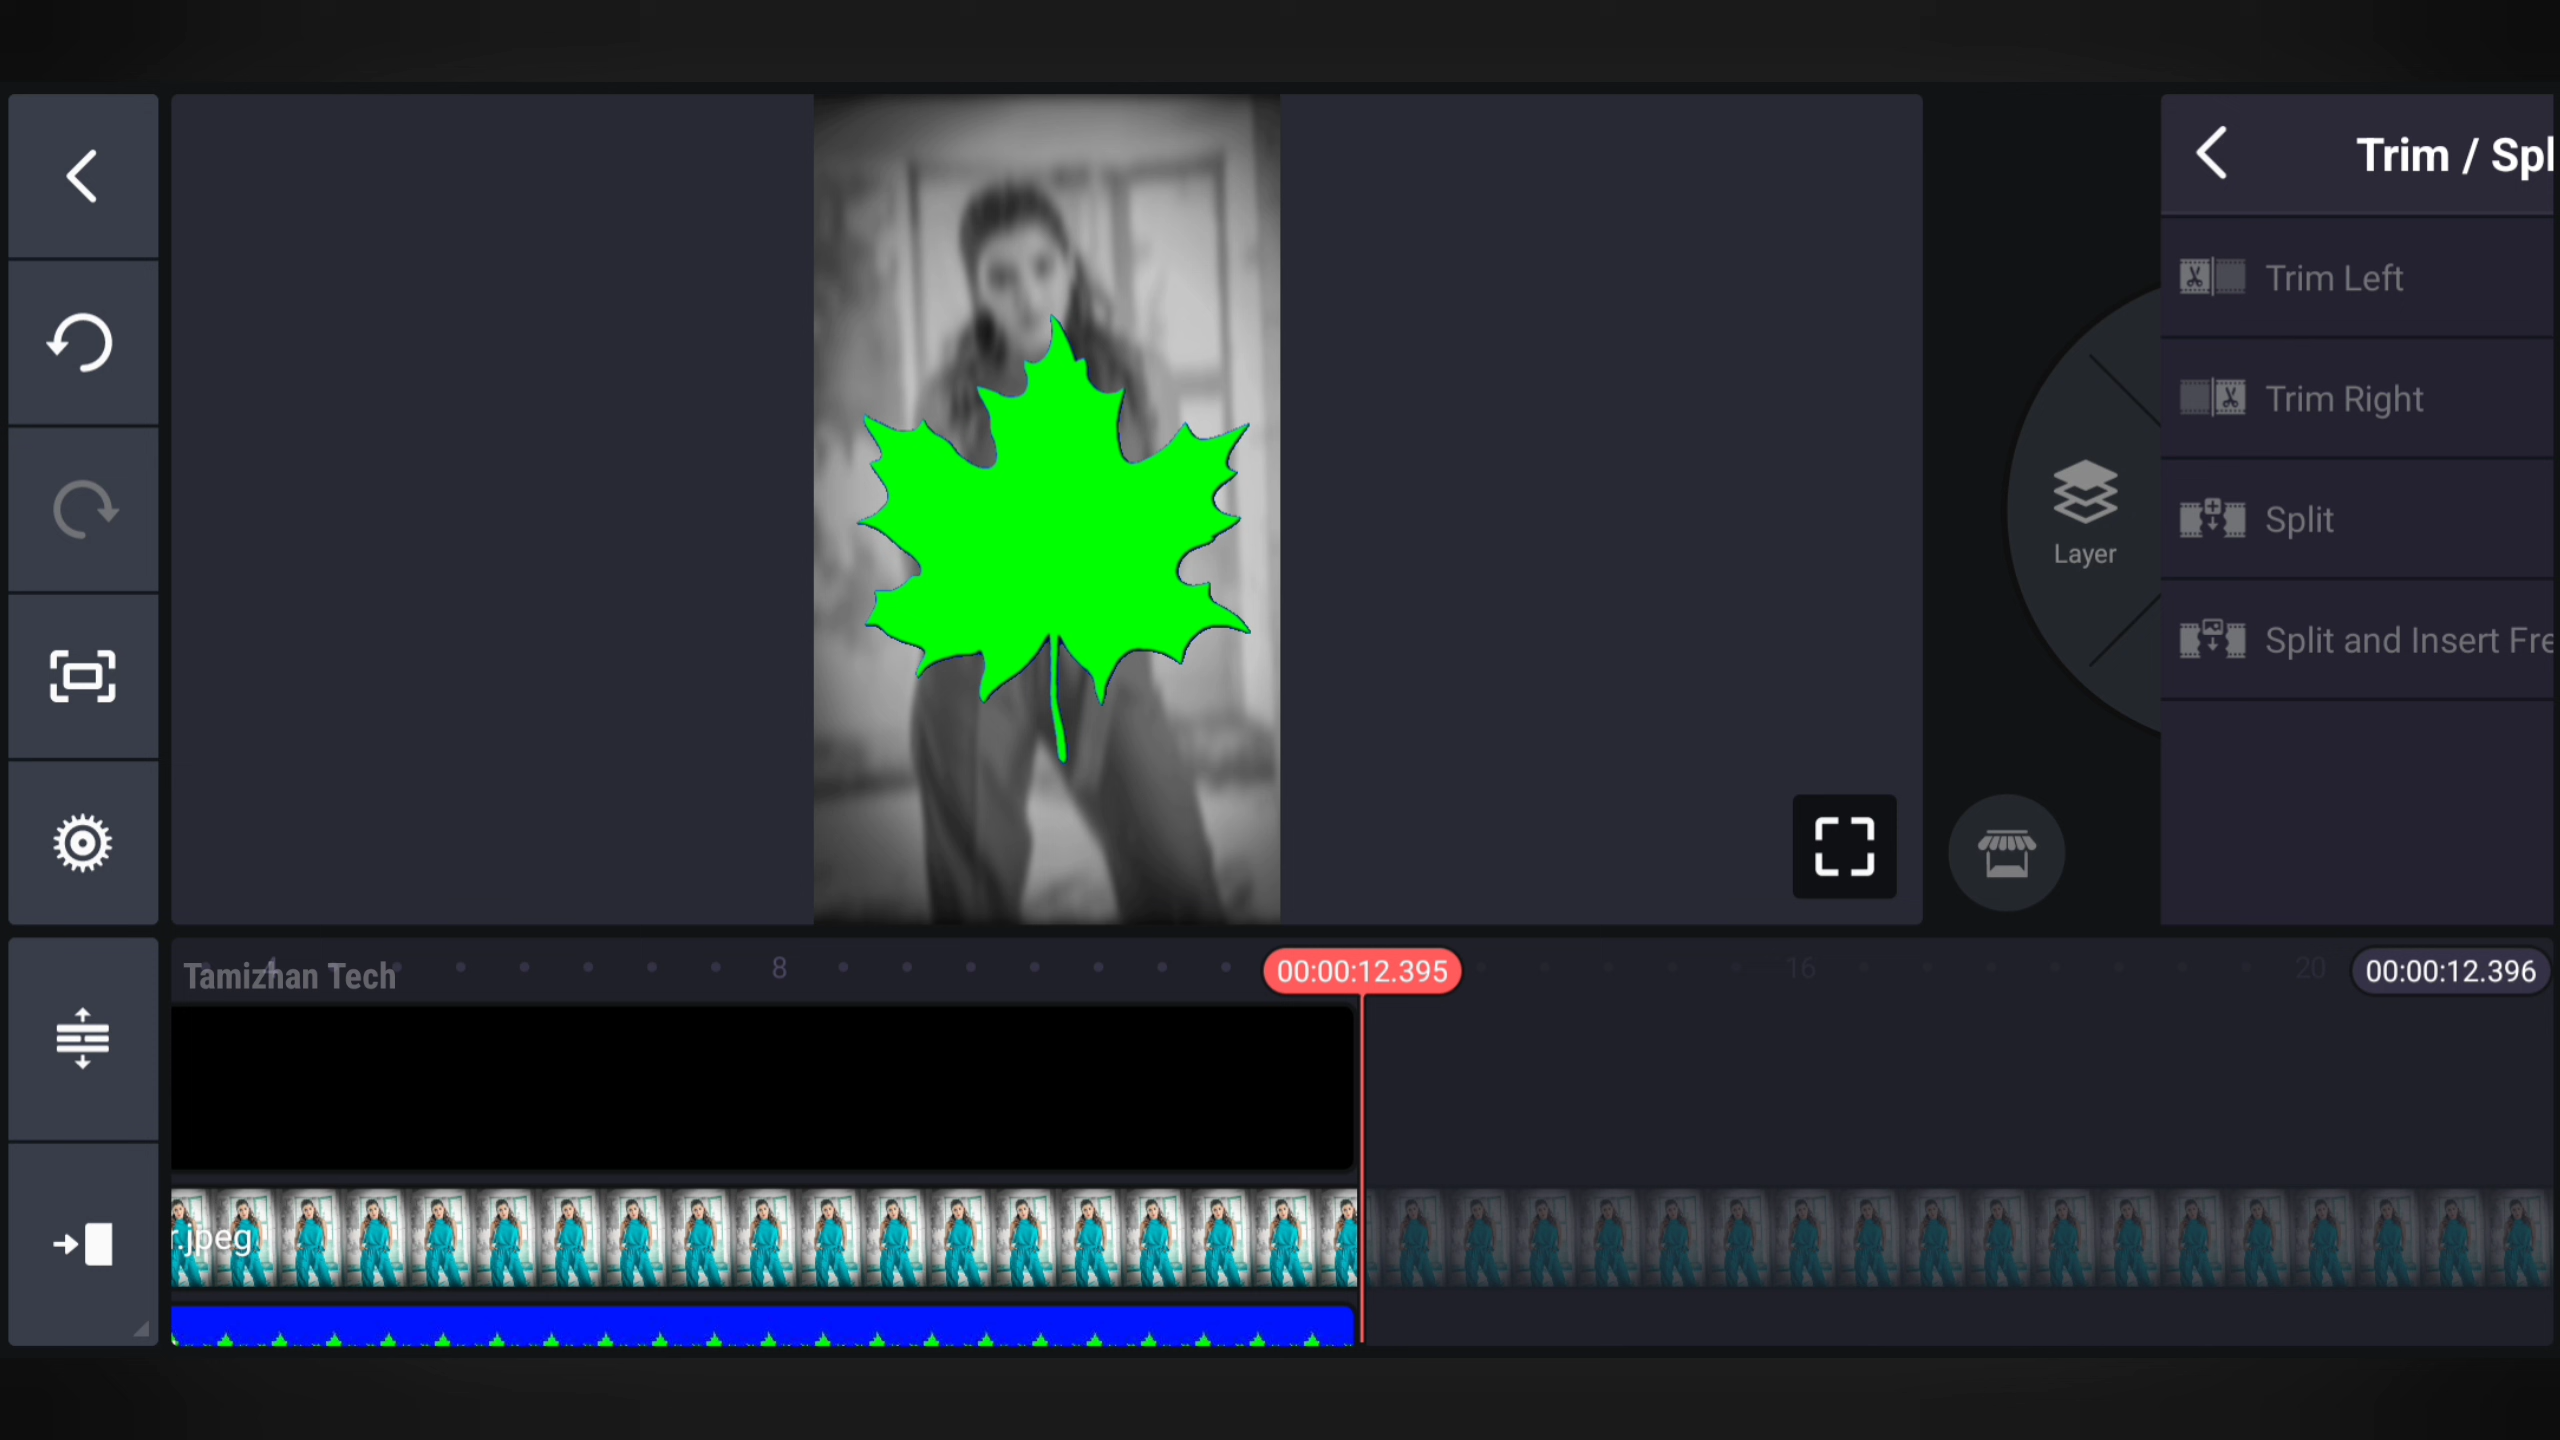 Trim / Spl
Trim Left
Trim Right
Split
Split and Insert Fre
Layer
4
8
16
20
Tamizhan Tech
00:00:12.395
00:00:12.396
r.jpeg